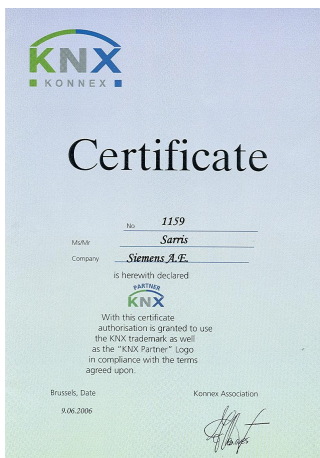 KNX
KONNEX
Certificate
No 1159
Ms/Mr Sarris
Company Siemens A.E.
is herewith declared
PARTNER
KNX
With this certificate
authorisation is granted to use
the KNX trademark as well
as the "KNX Partner" Logo
in compliance with the terms
agreed upon.
Brussels, Date Konnex Association
9.06.2006